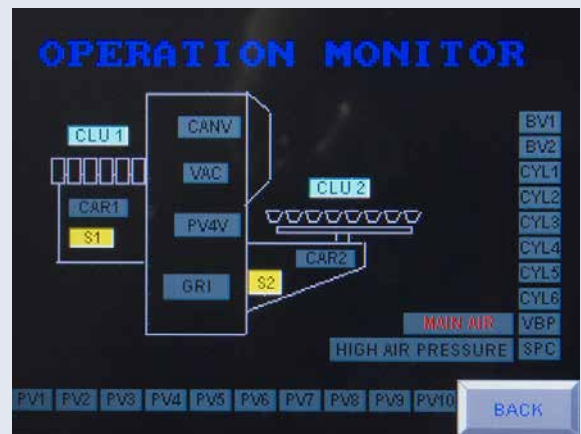 OPERATION MONITOR
CANV
BV1
CLU 1
BV2
VAC
CYL1
CLU 2
CYL2
CAR1
PV4V
CYL3
S1
CYL4
CAR2
CYL5
GRI
S2
CYL6
MAIN AIR VBP
HIGH AIR PRESSURE SPC
PV1 PV2 PV3 PV4 PV5 PV6 PV7 PV8 PV9 PV10
BACK